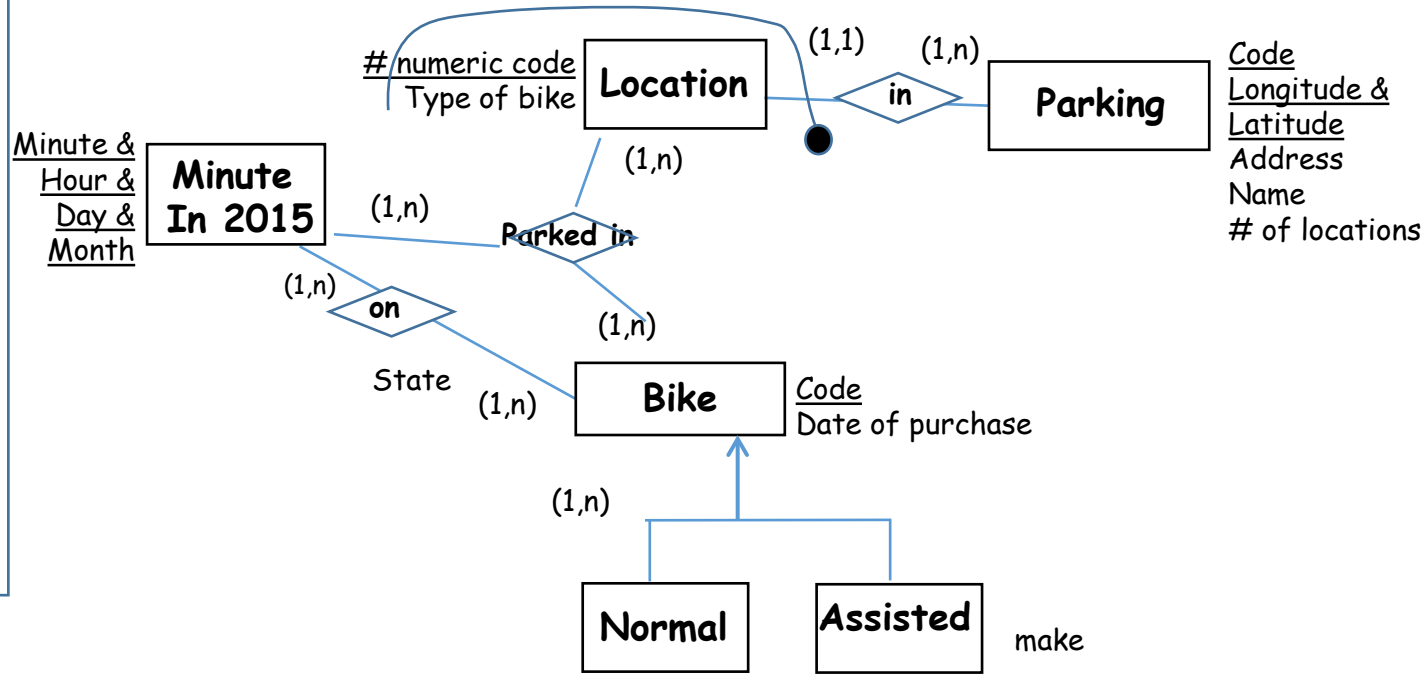 (1,1)
(1,n)
# numeric code
Type of bike
Location
in
Parking
Code
Longitude &
Latitude
Address
Name
# of locations
Minute &
Hour &
Day &
Month
Minute
In 2015
(1,n)
(1,n)
Parked in
(1,n)
on
(1,n)
State
(1,n)
Bike
Code
Date of purchase
(1,n)
Normal
Assisted
make